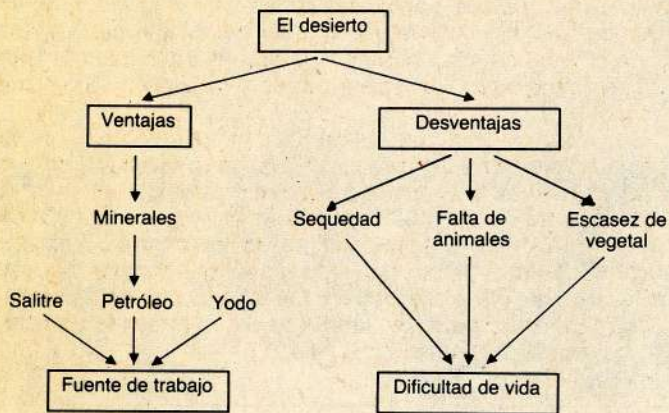 El desierto
Ventajas
Desventajas
Minerales
Sequedad
Falta de
animales
Escasez de
vegetal
Salitre
Petróleo
Yodo
Fuente de trabajo
Dificultad de vida